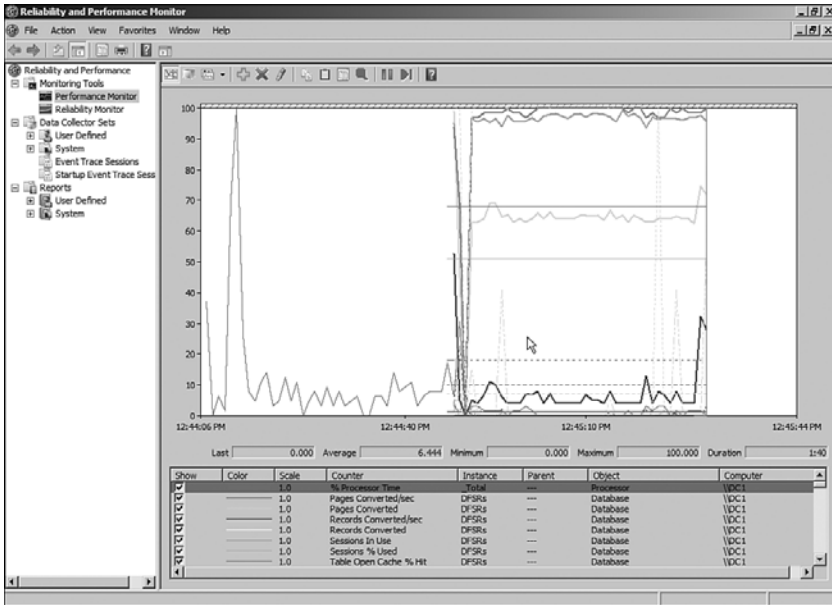 Reliability and Performance Monitor
File Action View Favorites Window Help
Reliability and Performance
Monitoring Tools
Performance Monitor
Reliability Monitor
Data Collector Sets
User Defined
System
Event Trace Sessions
Startup Event Trace Sess
Reports
User Defined
System
100
90
80
70
60
50
40
30
20
10
0
12:44:06 PM 12:44:40 PM 12:45:10 PM 12:45:44 PM
Last 0.000 Average 6.444 Minimum 0.000 Maximum 100.000 Duration 1:40
Show Color Scale Counter Instance Parent Object Computer
1.0 % Processor Time _Total --- Processor \\DC1
1.0 Pages Converted/sec DFSRs --- Database \\DC1
1.0 Pages Converted DFSRs --- Database \\DC1
1.0 Records Converted/sec DFSRs --- Database \\DC1
1.0 Records Converted DFSRs --- Database \\DC1
1.0 Sessions In Use DFSRs --- Database \\DC1
1.0 Sessions % Used DFSRs --- Database \\DC1
1.0 Table Open Cache % Hit DFSRs --- Database \\DC1